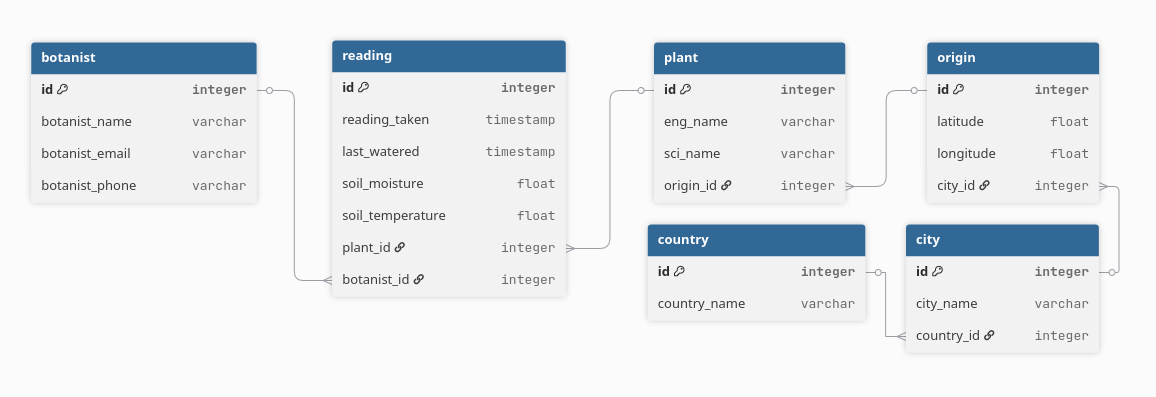 botanist
id integer
botanist_name varchar
botanist_email varchar
botanist_phone varchar
reading
id integer
reading_taken timestamp
last_watered timestamp
soil_moisture float
soil_temperature float
plant_id integer
botanist_id integer
plant
id integer
eng_name varchar
sci_name varchar
origin_id integer
origin
id integer
latitude float
longitude float
city_id integer
country
id integer
country_name varchar
city
id integer
city_name varchar
country_id integer